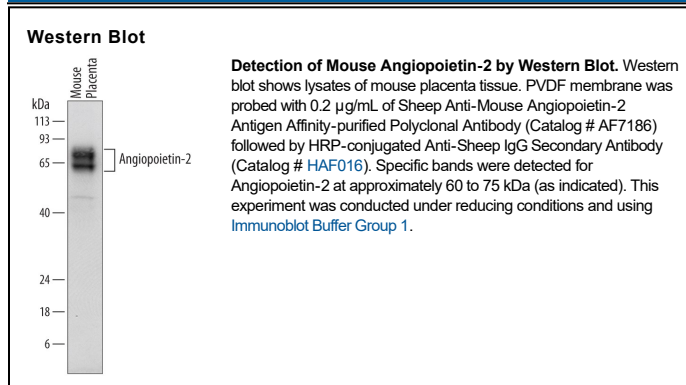 Western Blot
Mouse
Placenta
kDa
113
93
65
40
24
18
6
Angiopoietin-2
Detection of Mouse Angiopoietin-2 by Western Blot. Western
blot shows lysates of mouse placenta tissue. PVDF membrane was
probed with 0.2 µg/mL of Sheep Anti-Mouse Angiopoietin-2
Antigen Affinity-purified Polyclonal Antibody (Catalog # AF7186)
followed by HRP-conjugated Anti-Sheep IgG Secondary Antibody
(Catalog # HAF016). Specific bands were detected for
Angiopoietin-2 at approximately 60 to 75 kDa (as indicated). This
experiment was conducted under reducing conditions and using
Immunoblot Buffer Group 1.